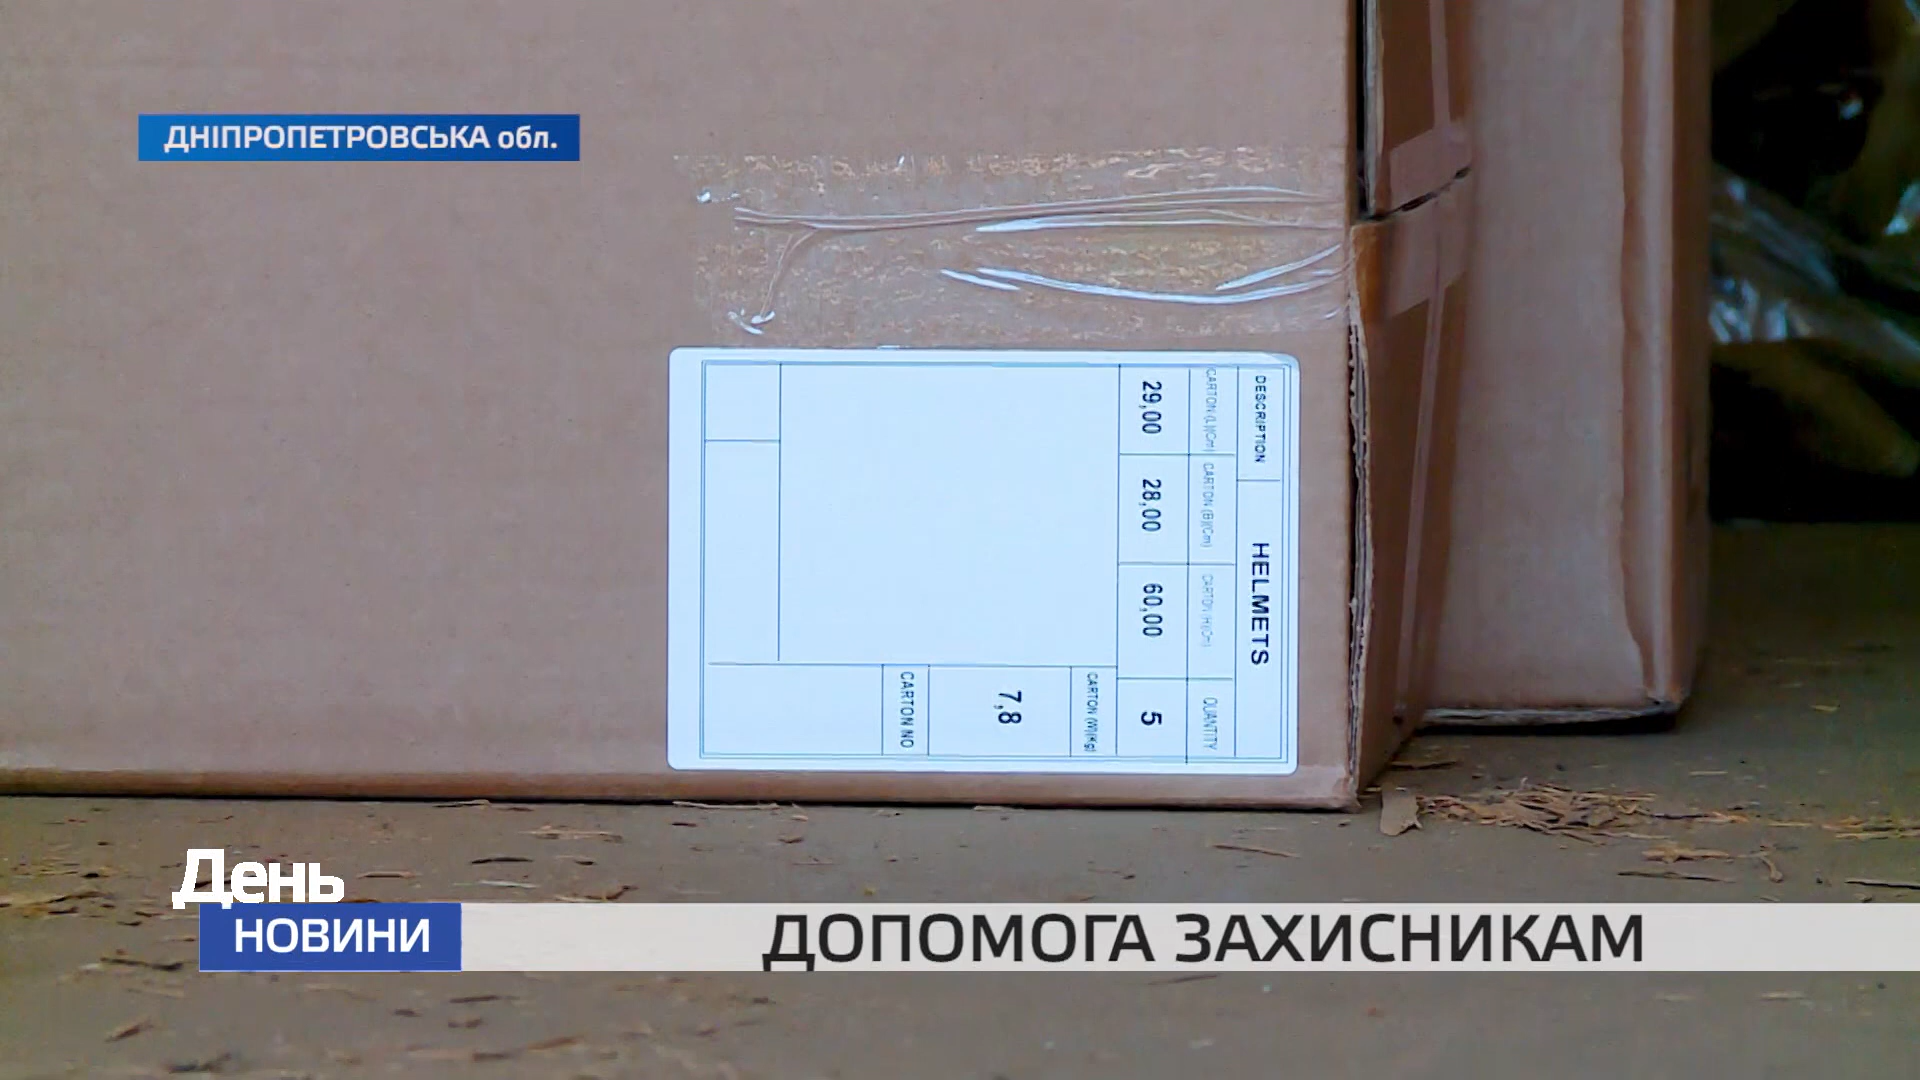 ДНІПРОПЕТРОВСЬКА обл.
DESCRIPTION HELMETS
CARTON (L)(Cm) CARTON (B)(Cm) CARTON (H)(Cm) QUANTITY
29,00 28,00 60,00 5
CARTON (W)(Kg)
7,8
CARTON NO
День
НОВИНИ
ДОПОМОГА ЗАХИСНИКАМ